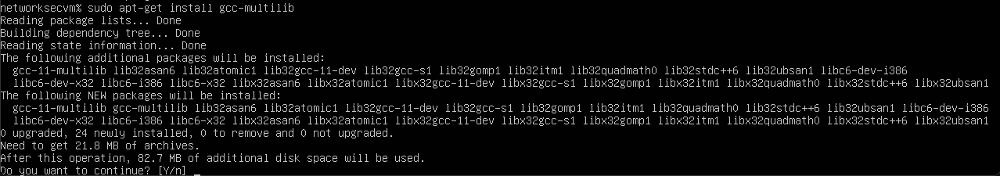 networksecvm% sudo apt-get install gcc-multilib
Reading package lists... Done
Building dependency tree... Done
Reading state information... Done
The following additional packages will be installed:
gcc-11-multilib lib32asan6 lib32atomic1 lib32gcc-11-dev lib32gcc-s1 lib32gomp1 lib32itm1 lib32quadmath0 lib32stdc++6 lib32ubsan1 libc6-dev-i386
libc6-dev-x32 libc6-i386 libc6-x32 libx32asan6 libx32atomic1 libx32gcc-11-dev libx32gcc-s1 libx32gomp1 libx32itm1 libx32quadmath0 libx32stdc++6 libx32ubsan1
The following NEW packages will be installed:
gcc-11-multilib gcc-multilib lib32asan6 lib32atomic1 lib32gcc-11-dev lib32gcc-s1 lib32gomp1 lib32itm1 lib32quadmath0 lib32stdc++6 lib32ubsan1 libc6-dev-i386
libc6-dev-x32 libc6-i386 libc6-x32 libx32asan6 libx32atomic1 libx32gcc-11-dev libx32gcc-s1 libx32gomp1 libx32itm1 libx32quadmath0 libx32stdc++6 libx32ubsan1
0 upgraded, 24 newly installed, 0 to remove and 0 not upgraded.
Need to get 21.8 MB of archives.
After this operation, 82.7 MB of additional disk space will be used.
Do you want to continue? [Y/n]